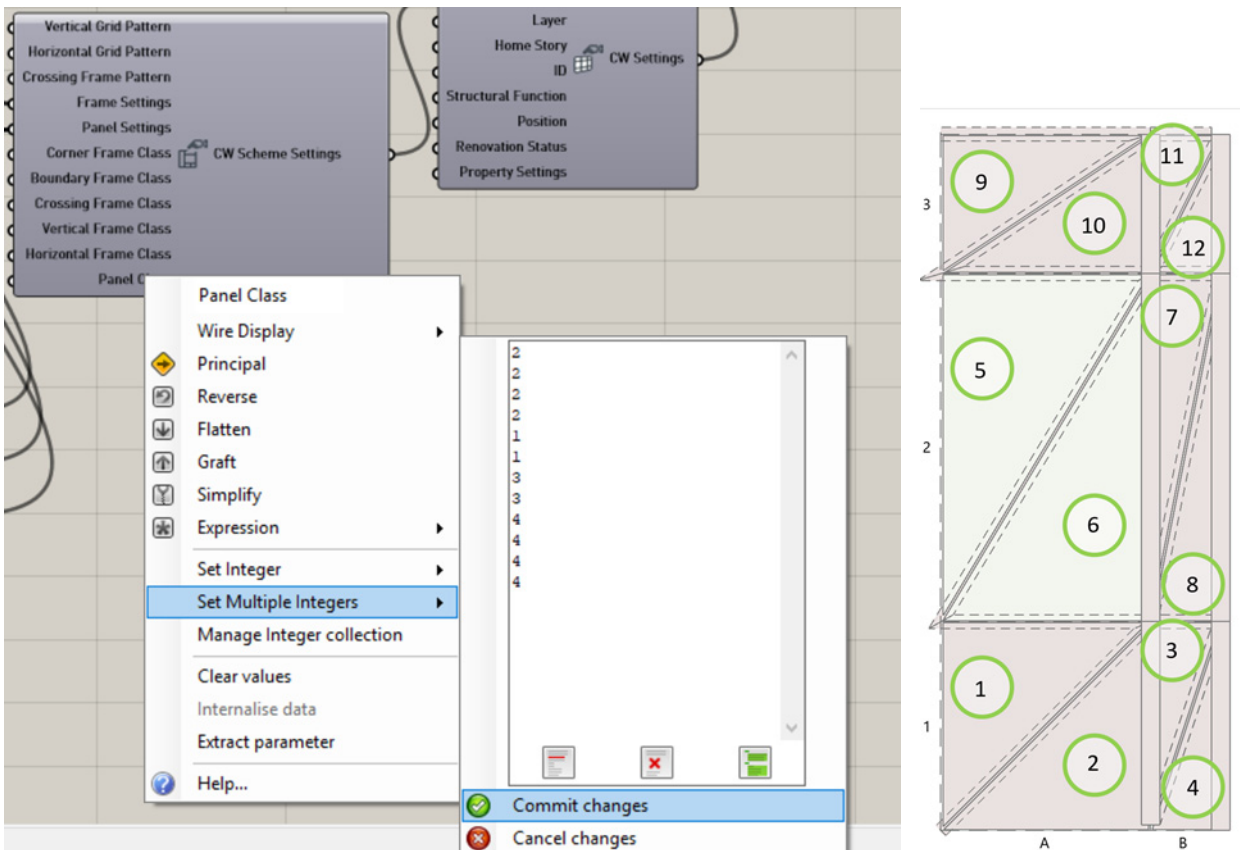 Vertical Grid Pattern
Horizontal Grid Pattern
Crossing Frame Pattern
Frame Settings
Panel Settings
Corner Frame Class
Boundary Frame Class
Crossing Frame Class
Vertical Frame Class
Horizontal Frame Class
Panel C
CW Scheme Settings
Layer
Home Story
ID
Structural Function
Position
Renovation Status
Property Settings
CW Settings
Panel Class
Wire Display
Principal
Reverse
Flatten
Graft
Simplify
Expression
Set Integer
Set Multiple Integers
Manage Integer collection
Clear values
Internalise data
Extract parameter
Help...
2
2
2
2
1
1
3
3
4
4
4
4
Commit changes
Cancel changes
3
9
10
11
12
2
5
6
7
8
1
1
2
3
4
A
B